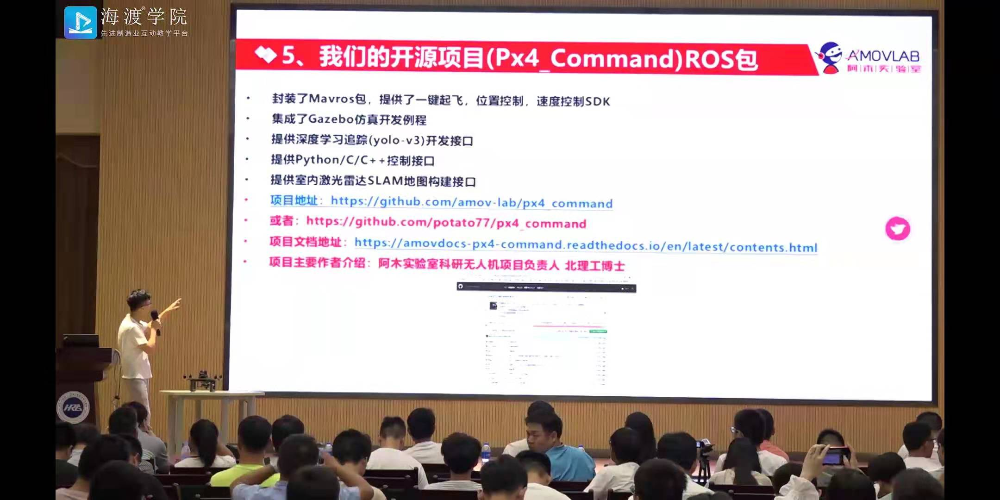 海渡学院®
先进制造业互动教学平台
5、我们的开源项目(Px4_Command)ROS包
AMOVLAB
阿木实验室
封装了Mavros包，提供了一键起飞，位置控制，速度控制SDK
集成了Gazebo仿真开发例程
提供深度学习追踪(yolo-v3)开发接口
提供Python/C/C++控制接口
提供室内激光雷达SLAM地图构建接口
项目地址：https://github.com/amov-lab/px4_command
或者：https://github.com/potato77/px4_command
项目文档地址：https://amovdocs-px4-command.readthedocs.io/en/latest/contents.html
项目主要作者介绍：阿木实验室科研无人机项目负责人 北理工博士
HRG